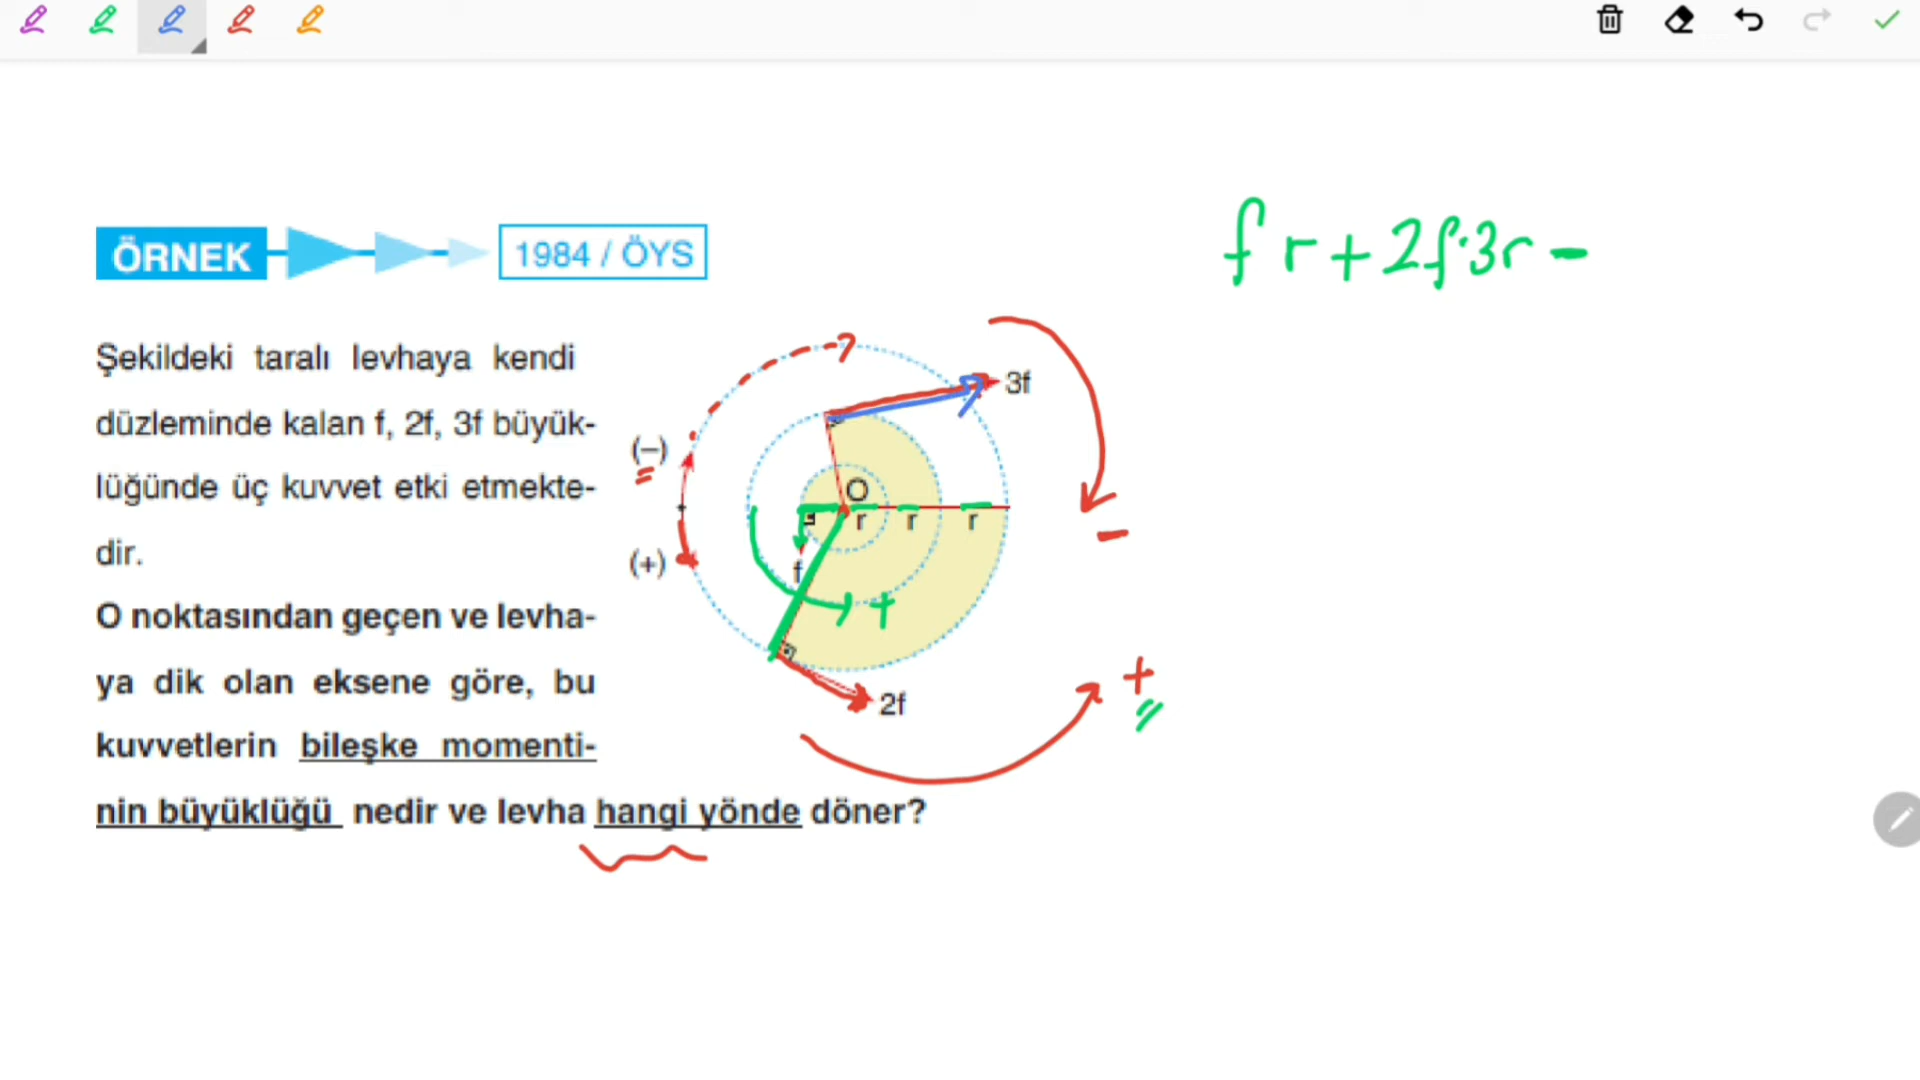 ÖRNEK
1984 / ÖYS
f r + 2f·3r -
Şekildeki taralı levhaya kendi
düzleminde kalan f, 2f, 3f büyük-
lüğünde üç kuvvet etki etmekte-
dir.
O noktasından geçen ve levha-
ya dik olan eksene göre, bu
kuvvetlerin bileşke momenti-
nin büyüklüğü nedir ve levha hangi yönde döner?
3f
(–)
O
r r r
-
(+)
f
+
+
2f